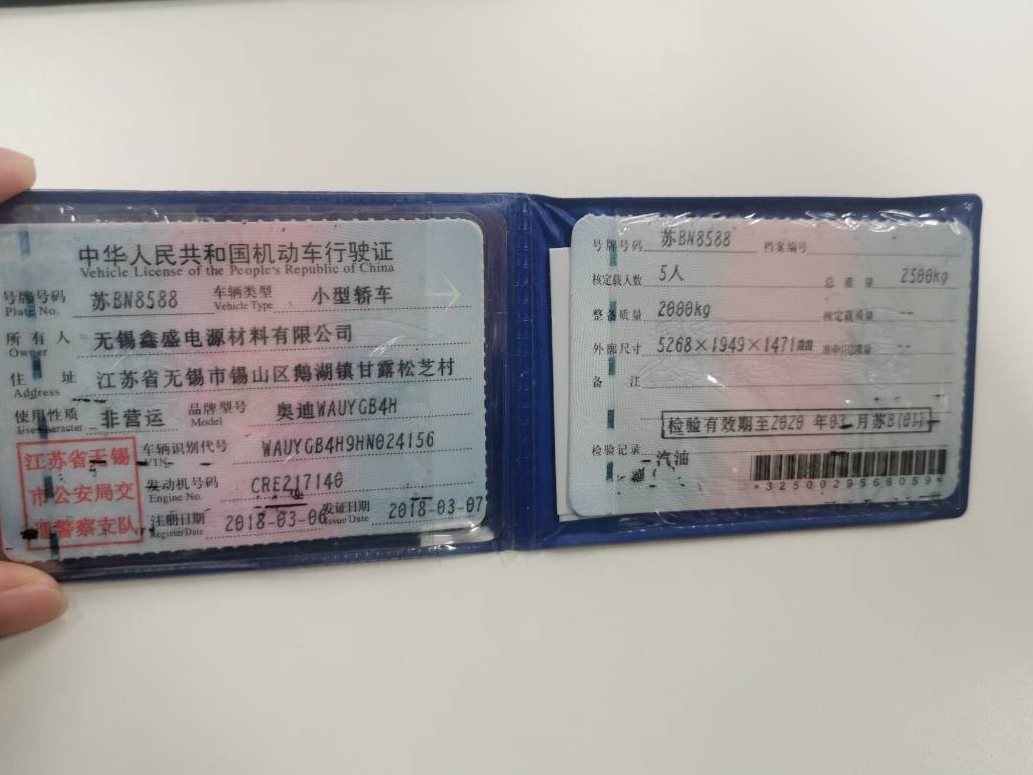 中华人民共和国机动车行驶证
Vehicle License of the People's Republic of China
号牌号码 苏BN8588 车辆类型 小型轿车
Plate No. Vehicle Type
所有人 无锡鑫盛电源材料有限公司
Owner
住址 江苏省无锡市锡山区鹅湖镇甘露松芝村
Address
使用性质 非营运 品牌型号 奥迪WAUYGB4H
Use Character Model
江苏省无锡
市公安局交
通警察支队
车辆识别代号 WAUYGB4H9HN024156
VIN
发动机号码 CRE217140
Engine No.
注册日期 2018-03-06 发证日期 2018-03-07
Register Date Issue Date
号牌号码 苏BN8588 档案编号
核定载人数 5人 总质量 2500kg
整备质量 2000kg 核定载质量 --
外廓尺寸 5268×1949×1471mm 准牵引总质量 --
备注
检验有效期至2020年03月苏B(01)
检验记录 汽油
*3250029568059*